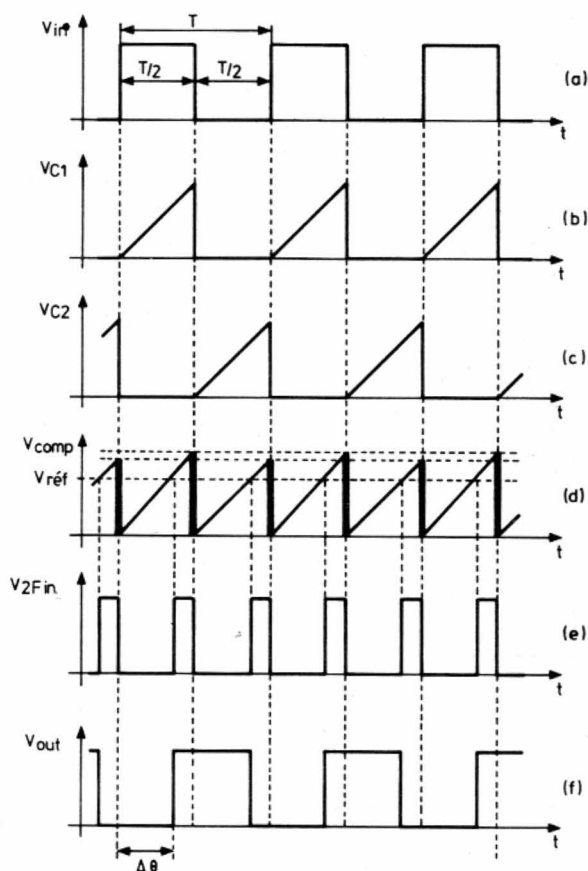 Vin
T
T/2
T/2
(a)
t
VC1
(b)
t
VC2
(c)
t
Vcomp
Vréf
(d)
t
V2Fin
(e)
t
Vout
(f)
t
Δθ